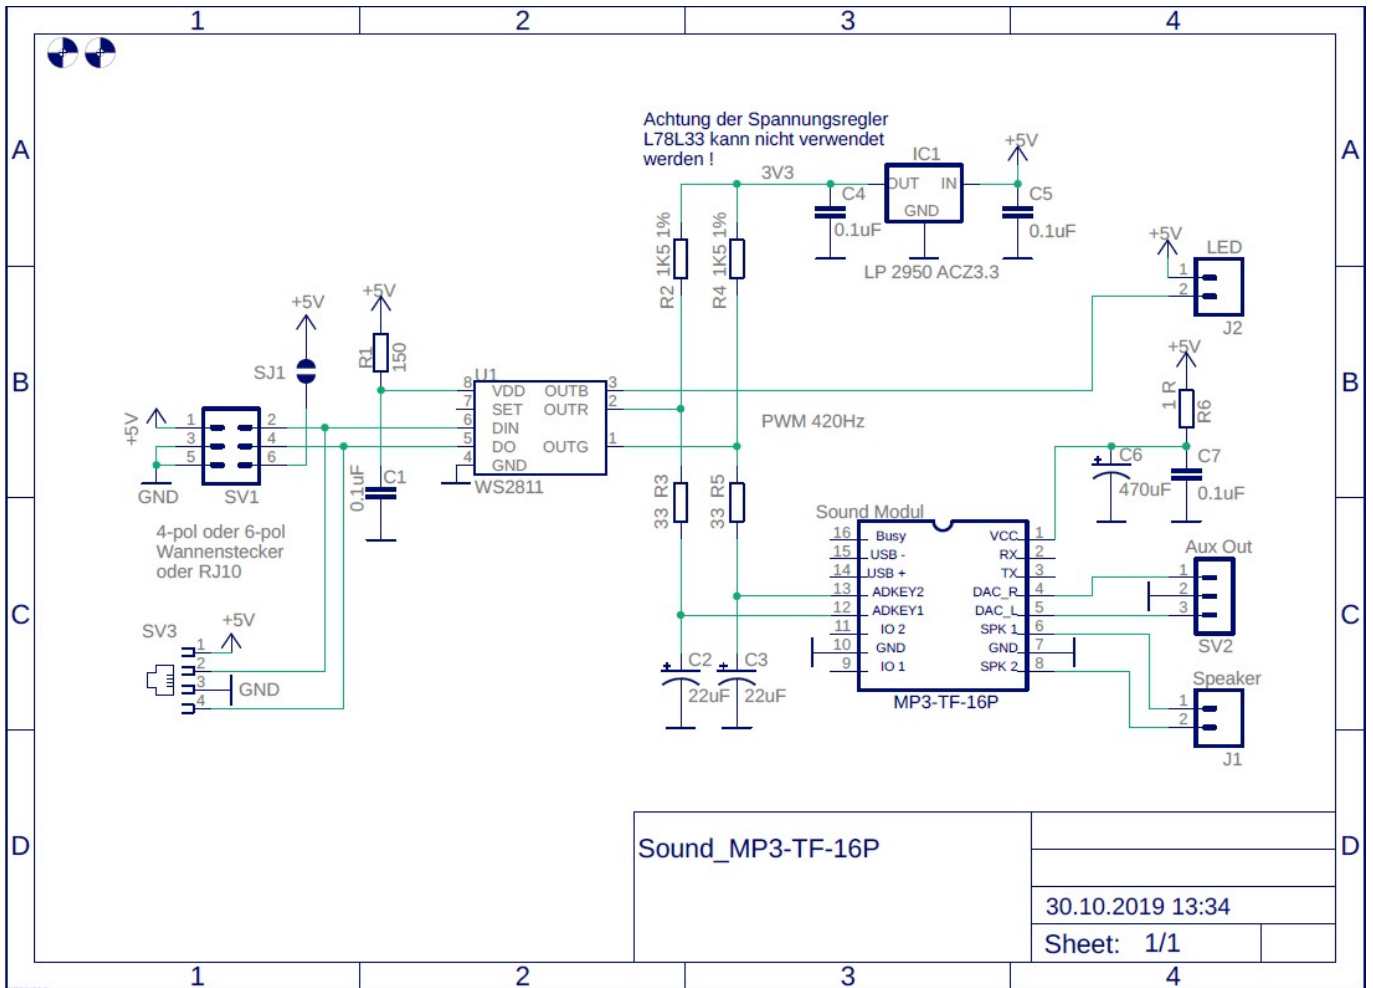 1 2 3 4
A
A
Achtung der Spannungsregler
L78L33 kann nicht verwendet
werden !
+5V
IC1
3V3
OUT IN
GND
C4
0.1uF
C5
0.1uF
LP 2950 ACZ3.3
R2 1K5 1%
R4 1K5 1%
+5V
LED
1
2
J2
B
B
+5V
SJ1
+5V
R1
150
U1
8 VDD OUTB 3
7 SET OUTR 2
6 DIN
5 DO OUTG 1
4 GND
WS2811
PWM 420Hz
+5V
1 2
3 4
5 6
GND
SV1
0.1uF
C1
4-pol oder 6-pol
Wannenstecker
oder RJ10
+5V
1 R
R6
C6
470uF
C7
0.1uF
33 R3
33 R5
Sound Modul
16 Busy VCC 1
15 USB - RX 2
14 USB + TX 3
13 ADKEY2 DAC_R 4
12 ADKEY1 DAC_L 5
11 IO 2 SPK 1 6
10 GND GND 7
9 IO 1 SPK 2 8
MP3-TF-16P
Aux Out
1
2
3
SV2
C
C
SV3
+5V
1
2
3
4
GND
C2
22uF
C3
22uF
Speaker
1
2
J1
D
D
Sound_MP3-TF-16P
30.10.2019 13:34
Sheet: 1/1
1 2 3 4